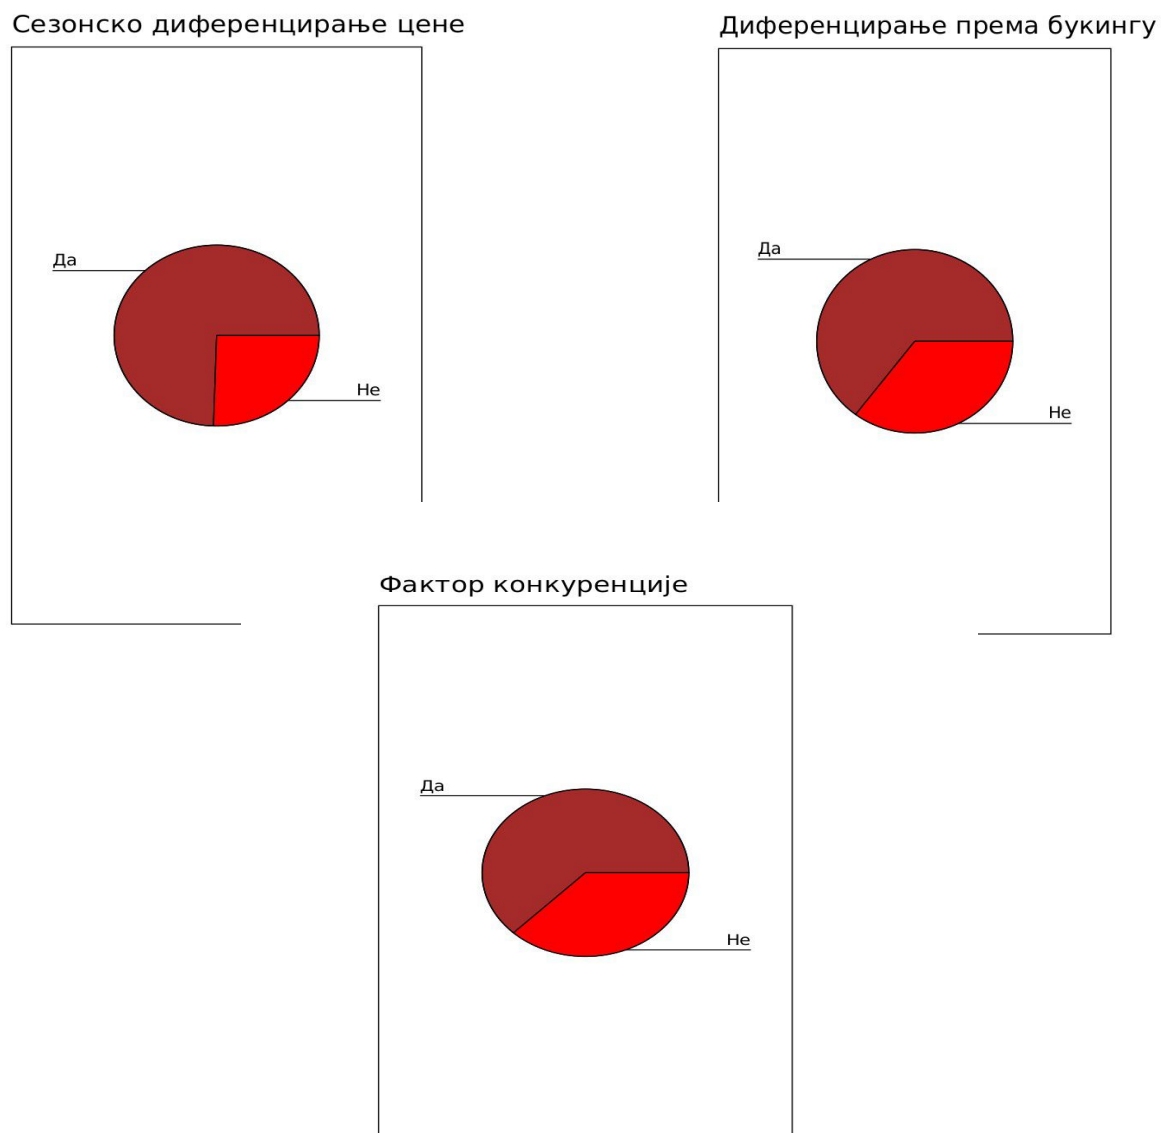 Сезонско диференцирање цене
Диференцирање према букингу
Да
Не
Да
Не
Фактор конкуренције
Да
Не